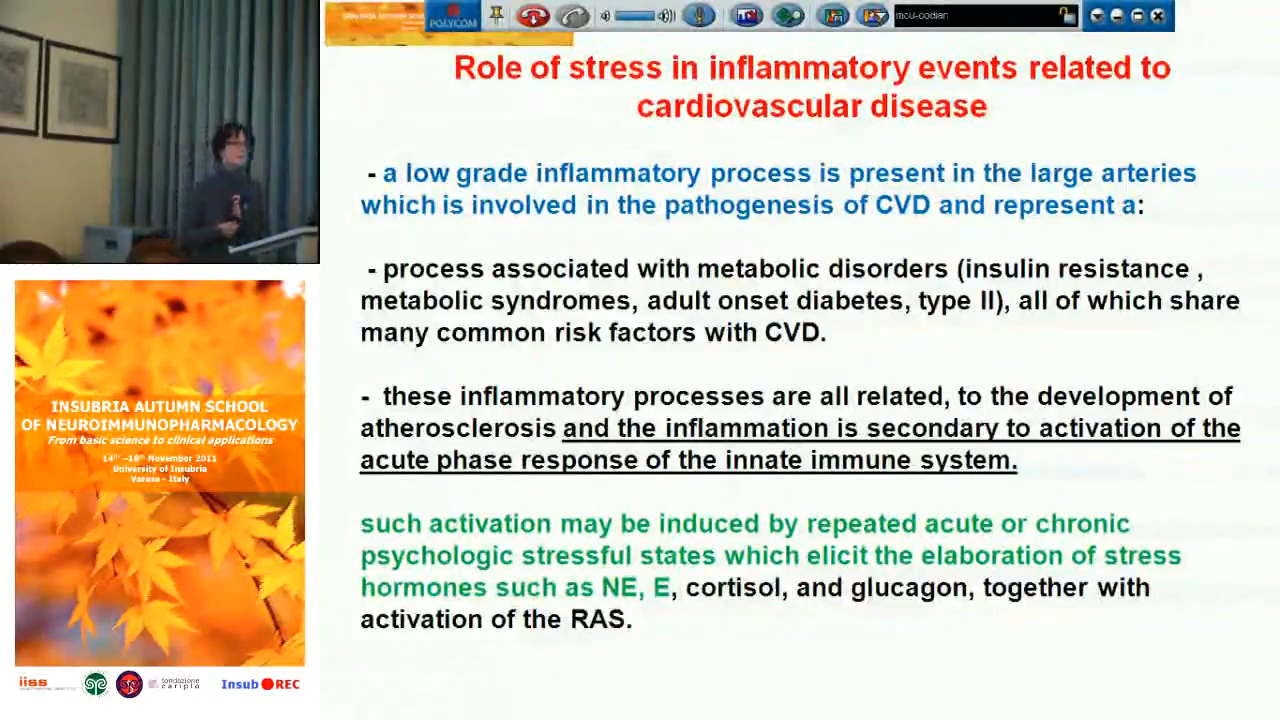 POLYCOM
mcu-codian
Role of stress in inflammatory events related to
cardiovascular disease
- a low grade inflammatory process is present in the large arteries
which is involved in the pathogenesis of CVD and represent a:
- process associated with metabolic disorders (insulin resistance ,
metabolic syndromes, adult onset diabetes, type II), all of which share
many common risk factors with CVD.
- these inflammatory processes are all related, to the development of
atherosclerosis and the inflammation is secondary to activation of the
acute phase response of the innate immune system.
such activation may be induced by repeated acute or chronic
psychologic stressful states which elicit the elaboration of stress
hormones such as NE, E, cortisol, and glucagon, together with
activation of the RAS.
INSUBRIA AUTUMN SCHOOL
OF NEUROIMMUNOPHARMACOLOGY
From basic science to clinical applications
November 2011
University of Insubria
Varese - Italy
iiss
fondazione
cariplo
Insub REC